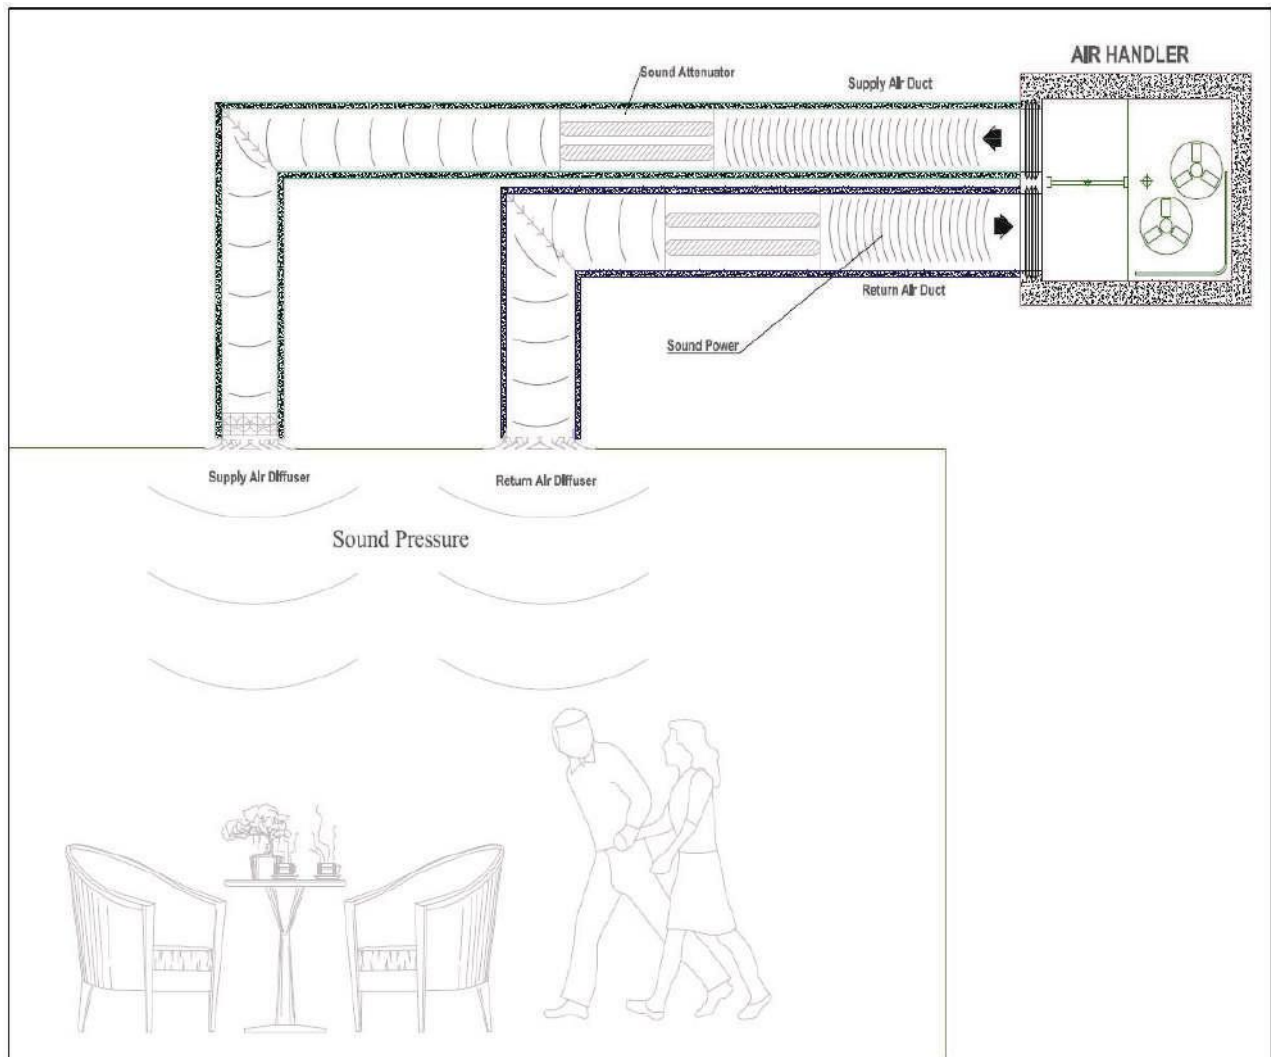 AIR HANDLER
Sound Attenuator
Supply Air Duct
Return Air Duct
Sound Power
Supply Air Diffuser
Return Air Diffuser
Sound Pressure